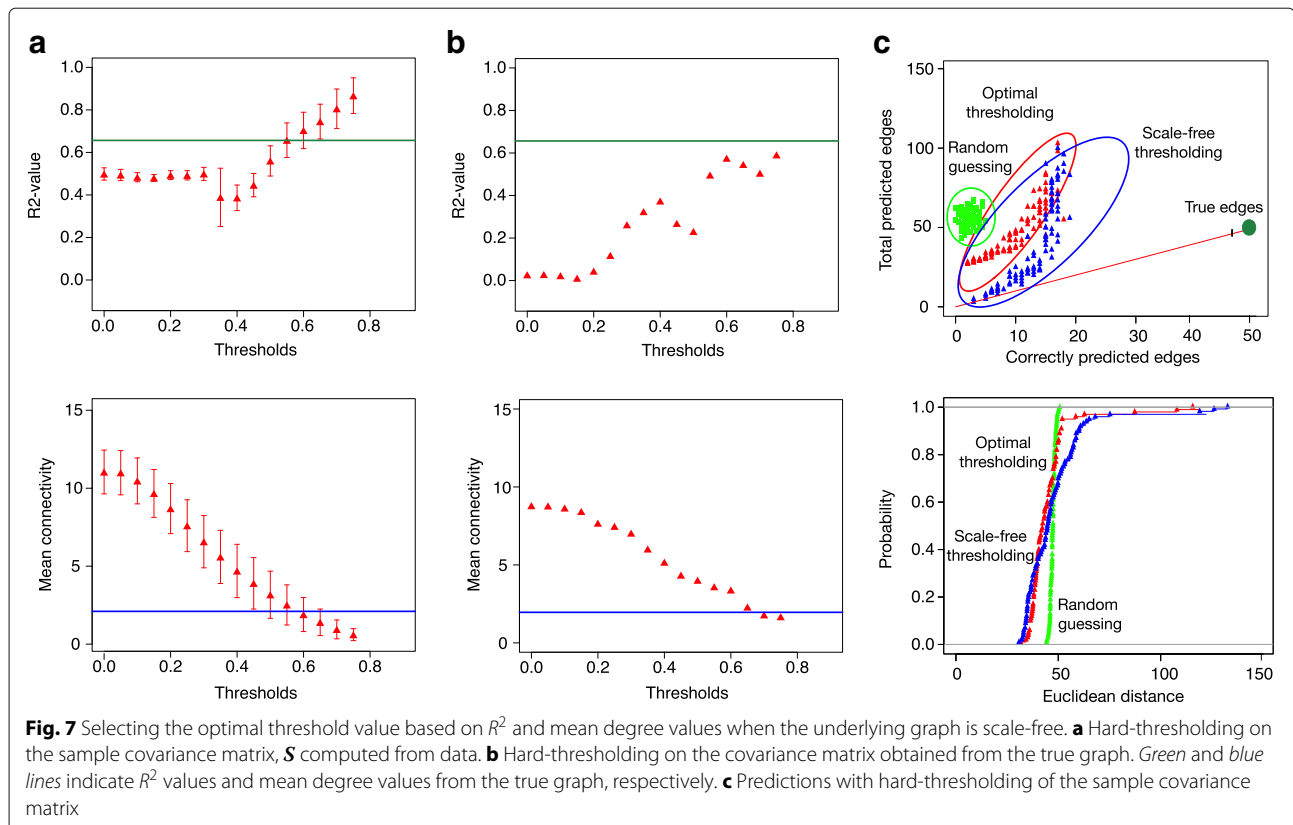 a
R2-value
1.0
0.8
0.6
0.4
0.2
0.0
0.0 0.2 0.4 0.6 0.8
Thresholds
Mean connectivity
15
10
5
0
0.0 0.2 0.4 0.6 0.8
Thresholds
b
R2-value
1.0
0.8
0.6
0.4
0.2
0.0
0.0 0.2 0.4 0.6 0.8
Thresholds
Mean connectivity
15
10
5
0
0.0 0.2 0.4 0.6 0.8
Thresholds
c
Total predicted edges
150
100
50
0
Optimal
thresholding
Random
guessing
Scale-free
thresholding
True edges
0 10 20 30 40 50
Correctly predicted edges
Probability
1.0
0.8
0.6
0.4
0.2
0.0
Optimal
thresholding
Scale-free
thresholding
Random
guessing
0 50 100 150
Euclidean distance
Fig. 7 Selecting the optimal threshold value based on R² and mean degree values when the underlying graph is scale-free. a Hard-thresholding on
the sample covariance matrix, S computed from data. b Hard-thresholding on the covariance matrix obtained from the true graph. Green and blue
lines indicate R² values and mean degree values from the true graph, respectively. c Predictions with hard-thresholding of the sample covariance
matrix